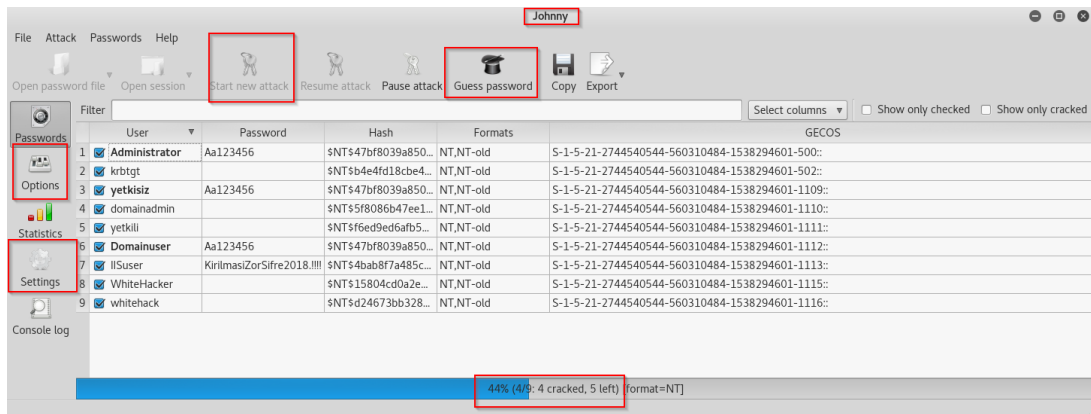 Johnny
File Attack Passwords Help
Open password file Open session Start new attack Resume attack Pause attack Guess password Copy Export
Filter Select columns Show only checked Show only cracked
Passwords
Options
Statistics
Settings
Console log
User Password Hash Formats GECOS
1 Administrator Aa123456 $NT$47bf8039a850... NT,NT-old S-1-5-21-2744540544-560310484-1538294601-500::
2 krbtgt $NT$b4e4fd18cbe4... NT,NT-old S-1-5-21-2744540544-560310484-1538294601-502::
3 yetkisiz Aa123456 $NT$47bf8039a850... NT,NT-old S-1-5-21-2744540544-560310484-1538294601-1109::
4 domainadmin $NT$5f8086b47ee1... NT,NT-old S-1-5-21-2744540544-560310484-1538294601-1110::
5 yetkili $NT$f6ed9ed6afb5... NT,NT-old S-1-5-21-2744540544-560310484-1538294601-1111::
6 Domainuser Aa123456 $NT$47bf8039a850... NT,NT-old S-1-5-21-2744540544-560310484-1538294601-1112::
7 IISuser KirilmasiZorSifre2018.!!!! $NT$4bab8f7a485c... NT,NT-old S-1-5-21-2744540544-560310484-1538294601-1113::
8 WhiteHacker $NT$15804cd0a2e... NT,NT-old S-1-5-21-2744540544-560310484-1538294601-1115::
9 whitehack $NT$d24673bb328... NT,NT-old S-1-5-21-2744540544-560310484-1538294601-1116::
44% (4/9: 4 cracked, 5 left) [format=NT]